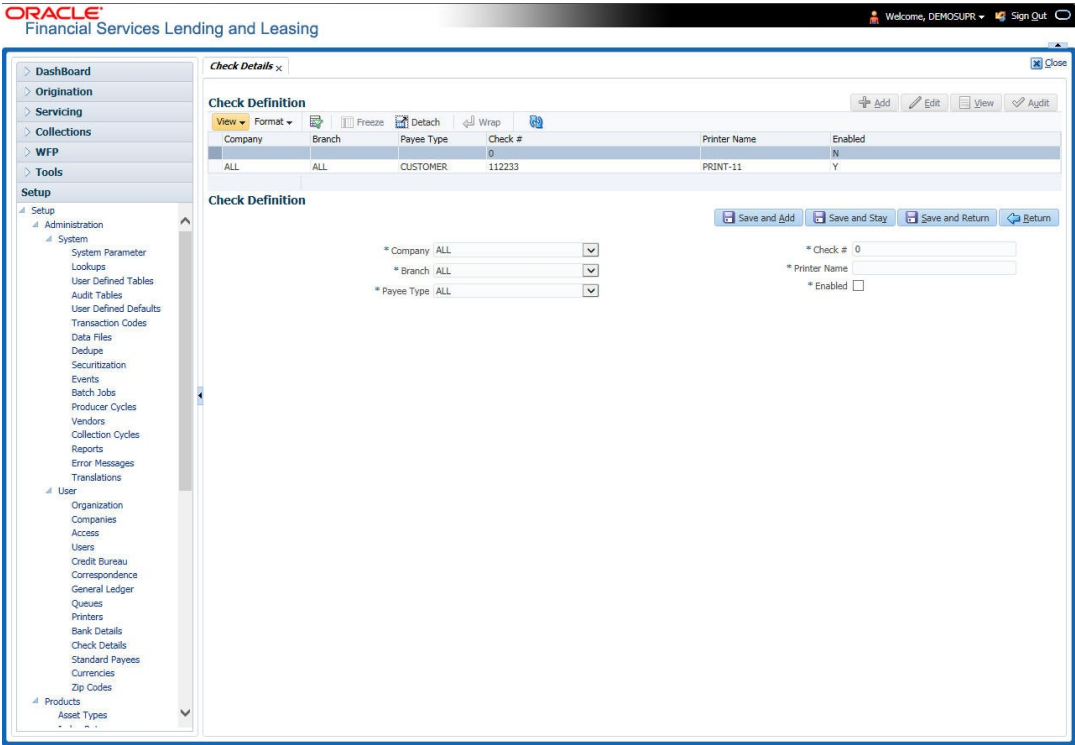 ORACLE
Financial Services Lending and Leasing
Welcome, DEMOSUPR
Sign Out
DashBoard
Origination
Servicing
Collections
WFP
Tools
Setup
Setup
Administration
System
System Parameter
Lookups
User Defined Tables
Audit Tables
User Defined Defaults
Transaction Codes
Data Files
Dedupe
Securitization
Events
Batch Jobs
Producer Cycles
Vendors
Collection Cycles
Reports
Error Messages
Translations
User
Organization
Companies
Access
Users
Credit Bureau
Correspondence
General Ledger
Queues
Printers
Bank Details
Check Details
Standard Payees
Currencies
Zip Codes
Products
Asset Types
Check Details
Close
Check Definition
Add Edit View Audit
View Format Freeze Detach Wrap
Company Branch Payee Type Check # Printer Name Enabled
0 N
ALL ALL CUSTOMER 112233 PRINT-11 Y
Check Definition
Save and Add Save and Stay Save and Return Return
* Company ALL
* Branch ALL
* Payee Type ALL
* Check # 0
* Printer Name
* Enabled